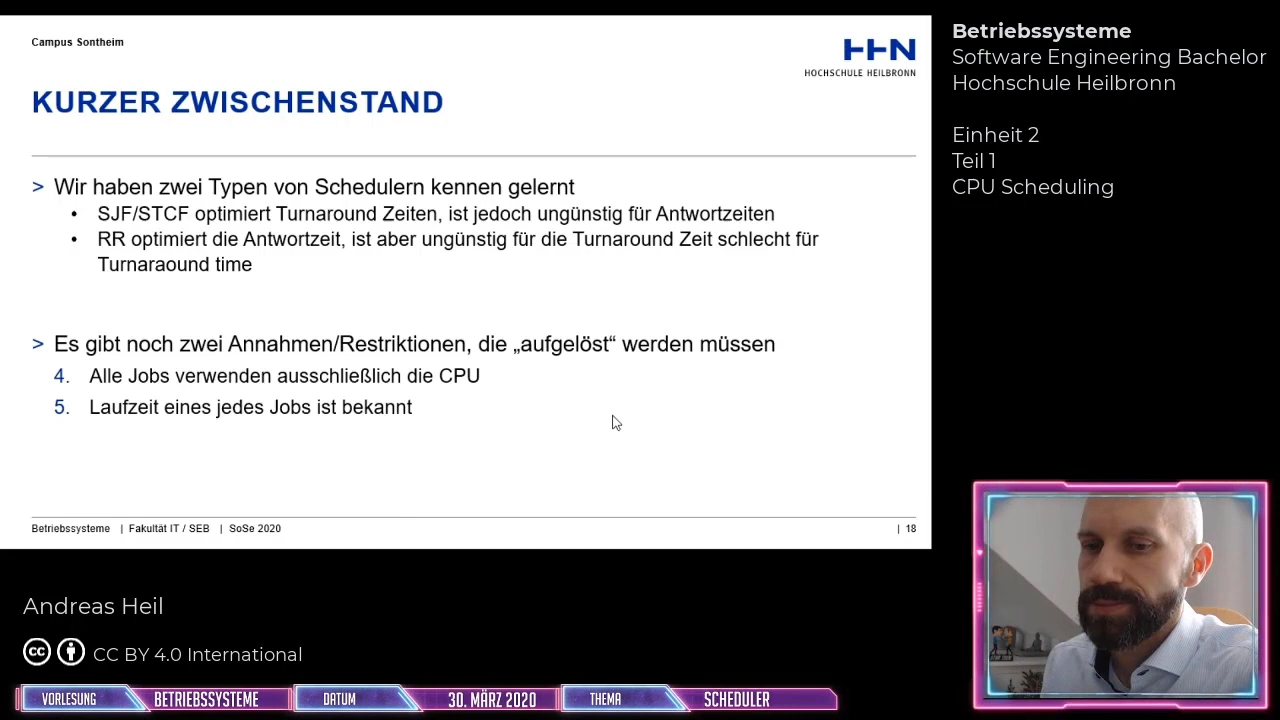 Campus Sontheim
HHN
HOCHSCHULE HEILBRONN
KURZER ZWISCHENSTAND
> Wir haben zwei Typen von Schedulern kennen gelernt
• SJF/STCF optimiert Turnaround Zeiten, ist jedoch ungünstig für Antwortzeiten
• RR optimiert die Antwortzeit, ist aber ungünstig für die Turnaround Zeit schlecht für
Turnaraound time
> Es gibt noch zwei Annahmen/Restriktionen, die „aufgelöst“ werden müssen
4. Alle Jobs verwenden ausschließlich die CPU
5. Laufzeit eines jedes Jobs ist bekannt
Betriebssysteme | Fakultät IT / SEB | SoSe 2020 | 18
Betriebssysteme
Software Engineering Bachelor
Hochschule Heilbronn
Einheit 2
Teil 1
CPU Scheduling
Andreas Heil
cc CC BY 4.0 International
VORLESUNG BETRIEBSSYSTEME DATUM 30. MÄRZ 2020 THEMA SCHEDULER